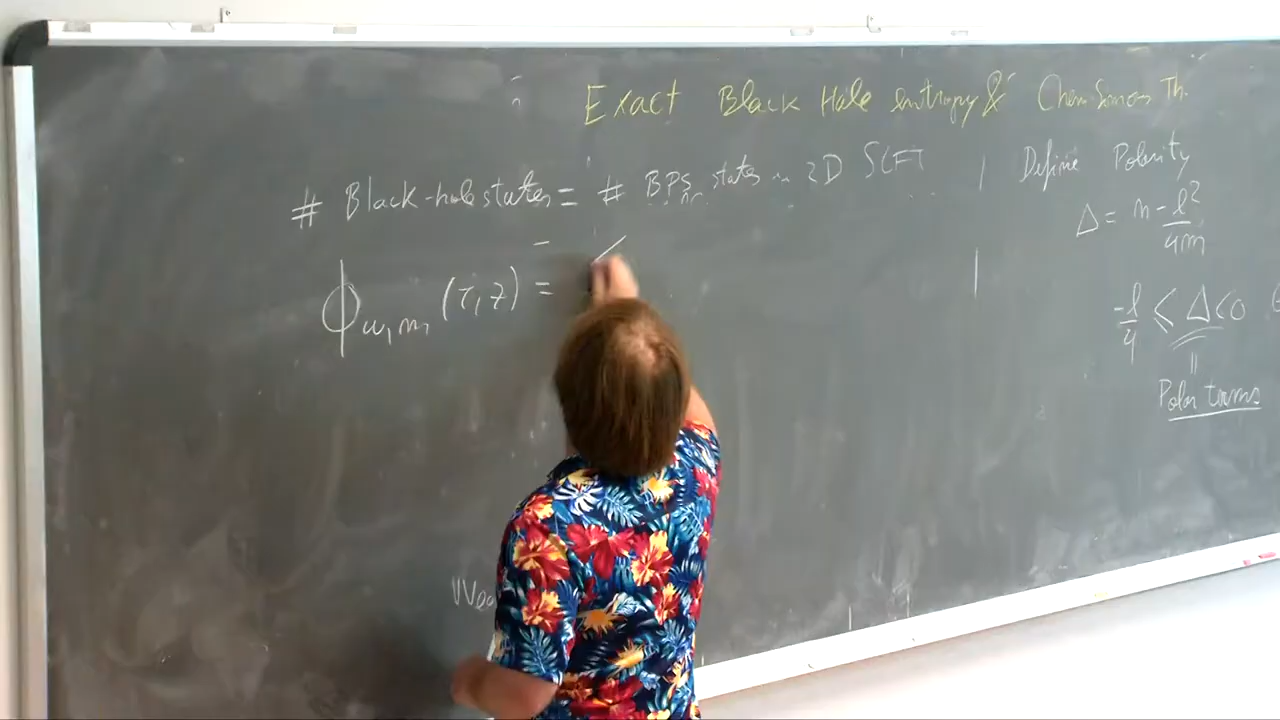 Exact Black Hole entropy & Chern Simons Th.
# Black-hole states = # BPS states in 2D SCFT
ϕω,m (τ,z) =
Define Polarity
Δ = n - l²/4m
-l/4 ≤ Δ < 0
=
Polar terms